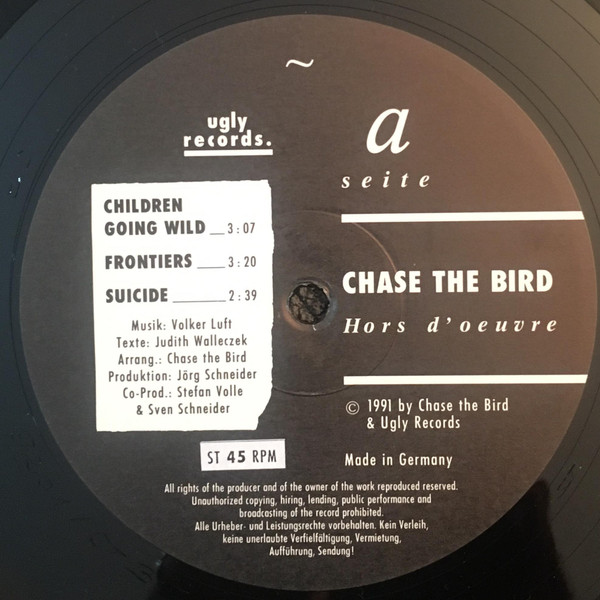 ~
ugly
records.
a
seite
CHILDREN
GOING WILD __ 3:07
FRONTIERS ____ 3:20
SUICIDE ________ 2:39
Musik: Volker Luft
Texte: Judith Walleczek
Arrang.: Chase the Bird
Produktion: Jörg Schneider
Co-Prod.: Stefan Volle
& Sven Schneider
CHASE THE BIRD
Hors d'oeuvre
© 1991 by Chase the Bird
& Ugly Records
ST 45 RPM
Made in Germany
All rights of the producer and of the owner of the work reproduced reserved.
Unauthorized copying, hiring, lending, public performance and
broadcasting of the record prohibited.
Alle Urheber- und Leistungsrechte vorbehalten. Kein Verleih,
keine unerlaubte Verfielfältigung, Vermietung,
Aufführung, Sendung!